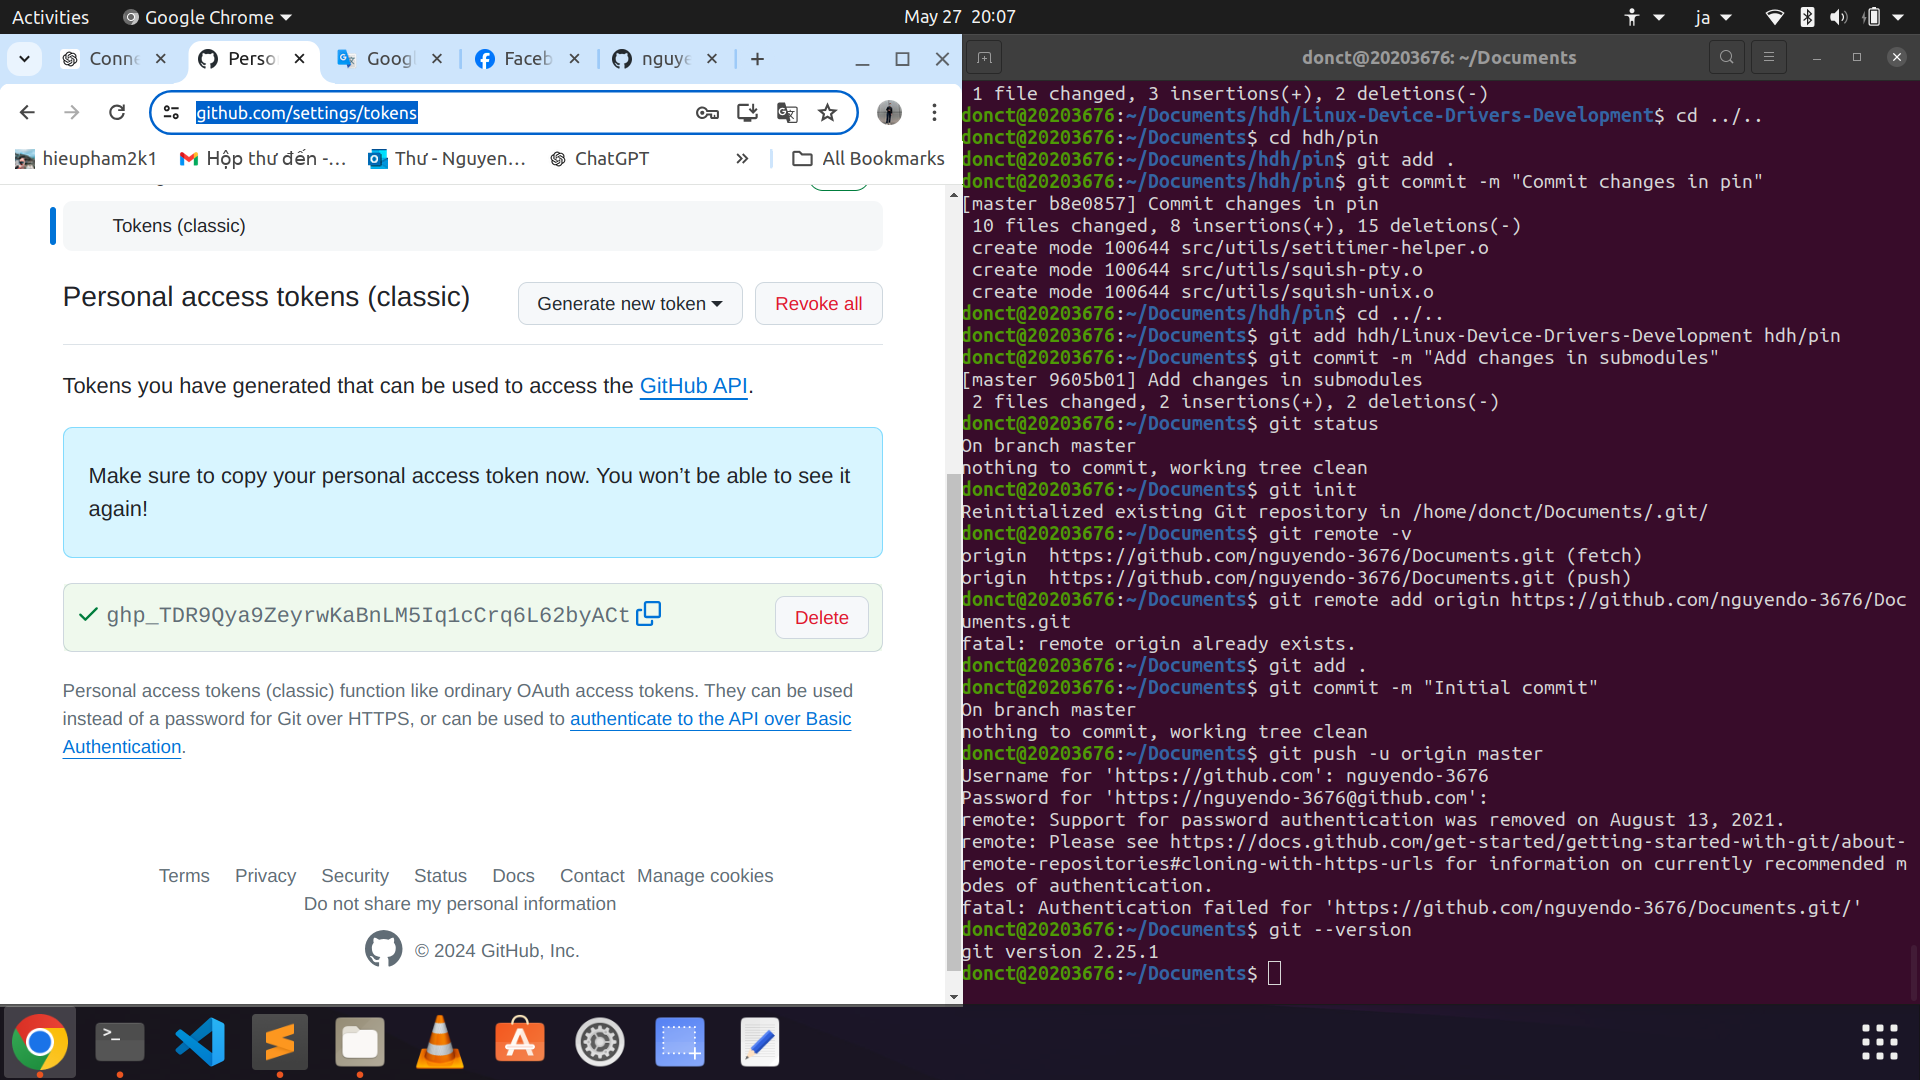 Activities
Google Chrome
May 27 20:07
ja
Conne
Perso
Googl
Faceb
nguye
github.com/settings/tokens
hieupham2k1
Hộp thư đến -...
Thư - Nguyen...
ChatGPT
»
All Bookmarks
Tokens (classic)
Personal access tokens (classic)
Generate new token
Revoke all
Tokens you have generated that can be used to access the GitHub API.
Make sure to copy your personal access token now. You won't be able to see it
again!
[access token redacted]
Delete
Personal access tokens (classic) function like ordinary OAuth access tokens. They can be used
instead of a password for Git over HTTPS, or can be used to authenticate to the API over Basic
Authentication.
Terms Privacy Security Status Docs Contact Manage cookies
Do not share my personal information
© 2024 GitHub, Inc.
donct@20203676: ~/Documents
1 file changed, 3 insertions(+), 2 deletions(-)
donct@20203676:~/Documents/hdh/Linux-Device-Drivers-Development$ cd ../..
donct@20203676:~/Documents$ cd hdh/pin
donct@20203676:~/Documents/hdh/pin$ git add .
donct@20203676:~/Documents/hdh/pin$ git commit -m "Commit changes in pin"
[master b8e0857] Commit changes in pin
10 files changed, 8 insertions(+), 15 deletions(-)
create mode 100644 src/utils/setitimer-helper.o
create mode 100644 src/utils/squish-pty.o
create mode 100644 src/utils/squish-unix.o
donct@20203676:~/Documents/hdh/pin$ cd ../..
donct@20203676:~/Documents$ git add hdh/Linux-Device-Drivers-Development hdh/pin
donct@20203676:~/Documents$ git commit -m "Add changes in submodules"
[master 9605b01] Add changes in submodules
2 files changed, 2 insertions(+), 2 deletions(-)
donct@20203676:~/Documents$ git status
On branch master
nothing to commit, working tree clean
donct@20203676:~/Documents$ git init
Reinitialized existing Git repository in /home/donct/Documents/.git/
donct@20203676:~/Documents$ git remote -v
origin https://github.com/nguyendo-3676/Documents.git (fetch)
origin https://github.com/nguyendo-3676/Documents.git (push)
donct@20203676:~/Documents$ git remote add origin https://github.com/nguyendo-3676/Doc
uments.git
fatal: remote origin already exists.
donct@20203676:~/Documents$ git add .
donct@20203676:~/Documents$ git commit -m "Initial commit"
On branch master
nothing to commit, working tree clean
donct@20203676:~/Documents$ git push -u origin master
Username for 'https://github.com': nguyendo-3676
Password for 'https://nguyendo-3676@github.com':
remote: Support for password authentication was removed on August 13, 2021.
remote: Please see https://docs.github.com/get-started/getting-started-with-git/about-
remote-repositories#cloning-with-https-urls for information on currently recommended m
odes of authentication.
fatal: Authentication failed for 'https://github.com/nguyendo-3676/Documents.git/'
donct@20203676:~/Documents$ git --version
git version 2.25.1
donct@20203676:~/Documents$